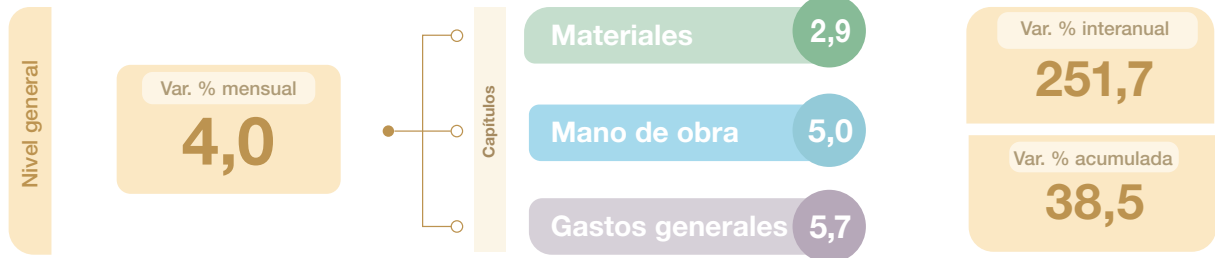 Nivel general
Var. % mensual
4,0
Capítulos
Materiales 2,9
Mano de obra 5,0
Gastos generales 5,7
Var. % interanual
251,7
Var. % acumulada
38,5